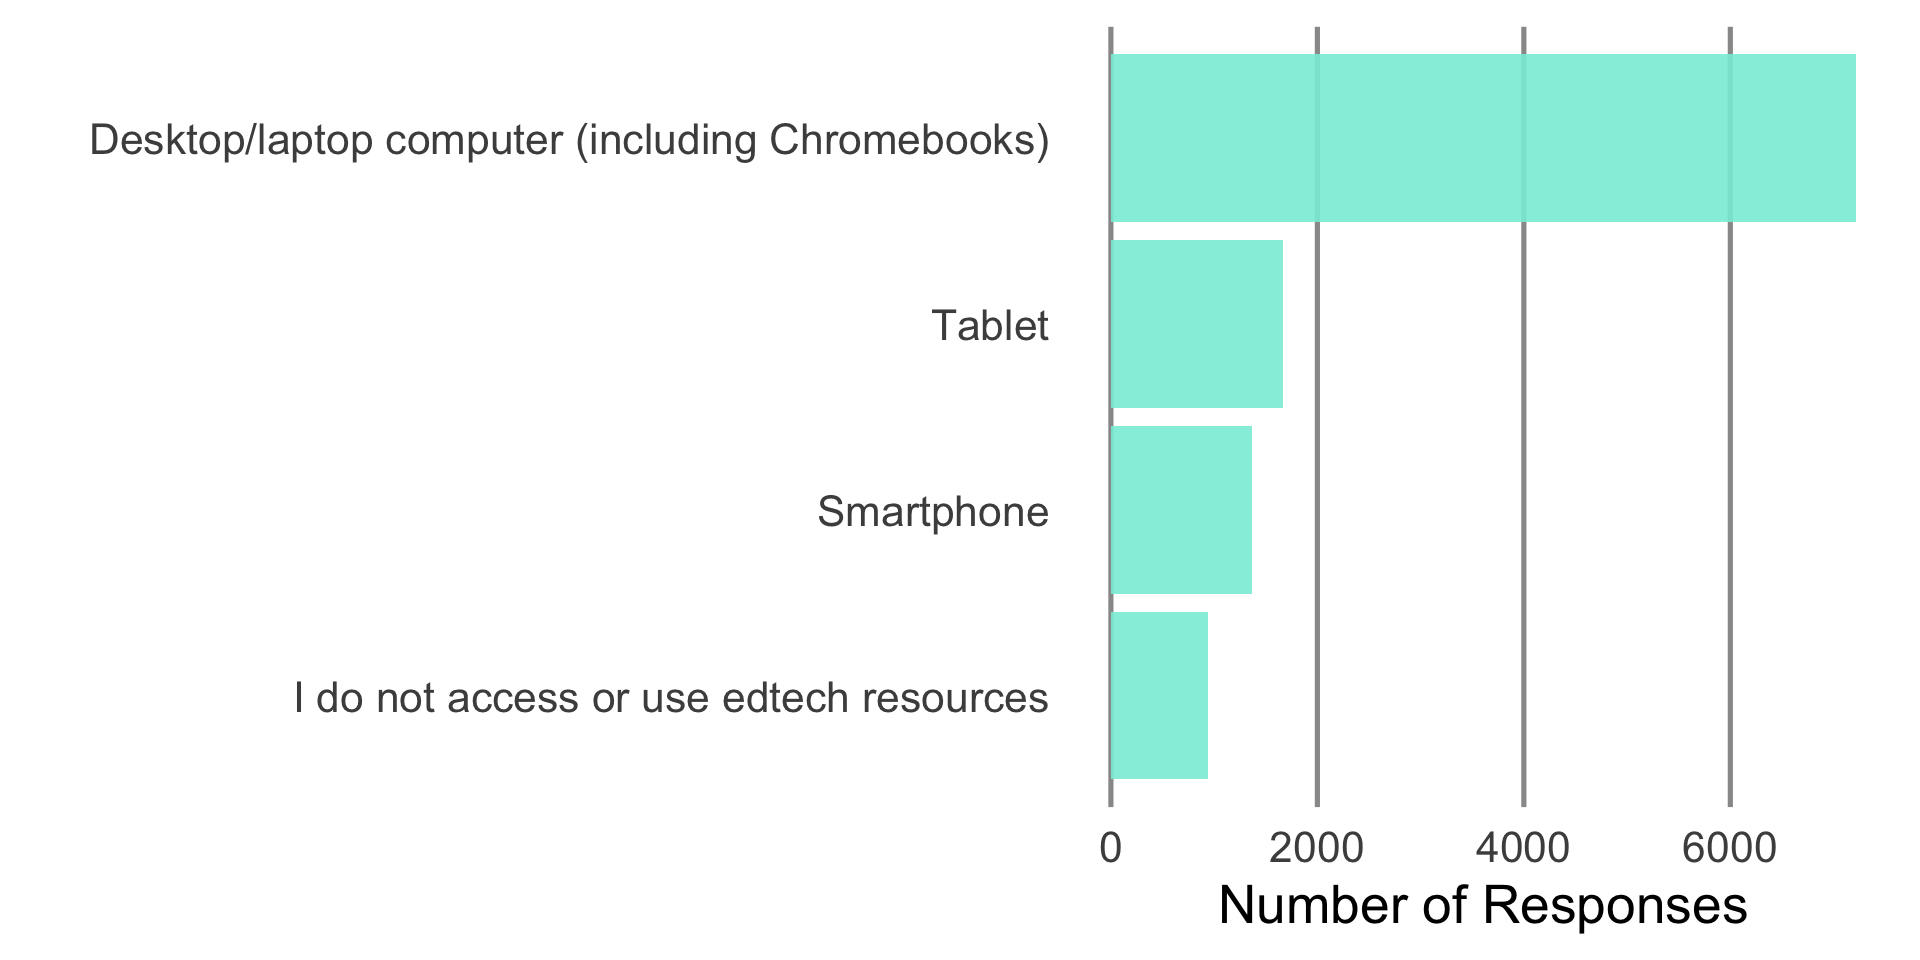 Desktop/laptop computer (including Chromebooks)
Tablet
Smartphone
I do not access or use edtech resources
0 2000 4000 6000
Number of Responses